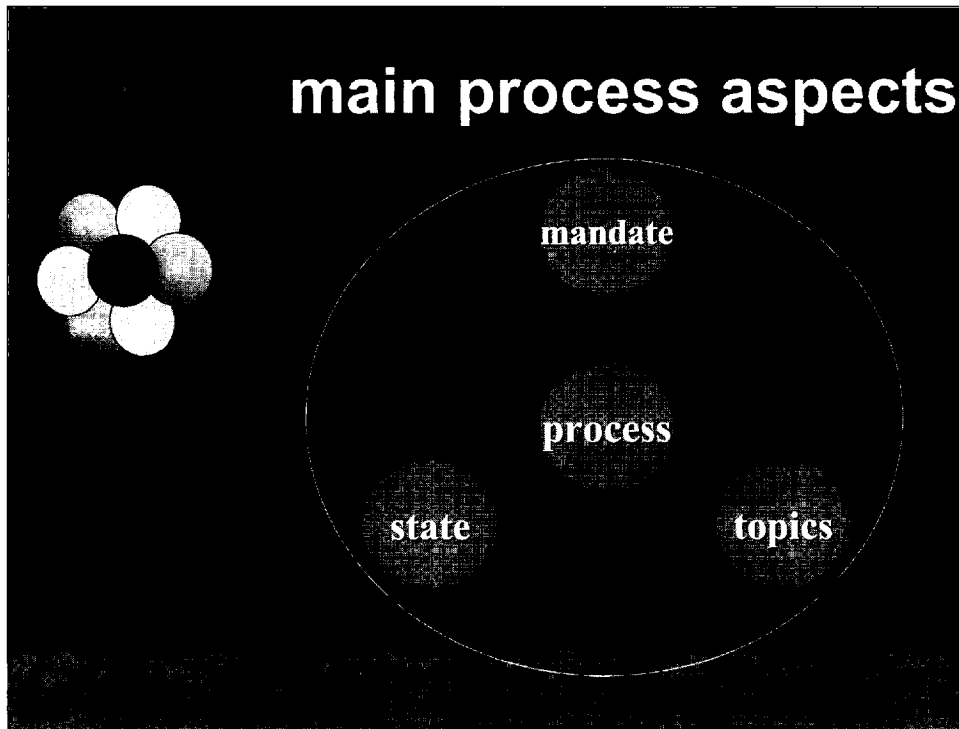 main process aspects
mandate
process
state
topics